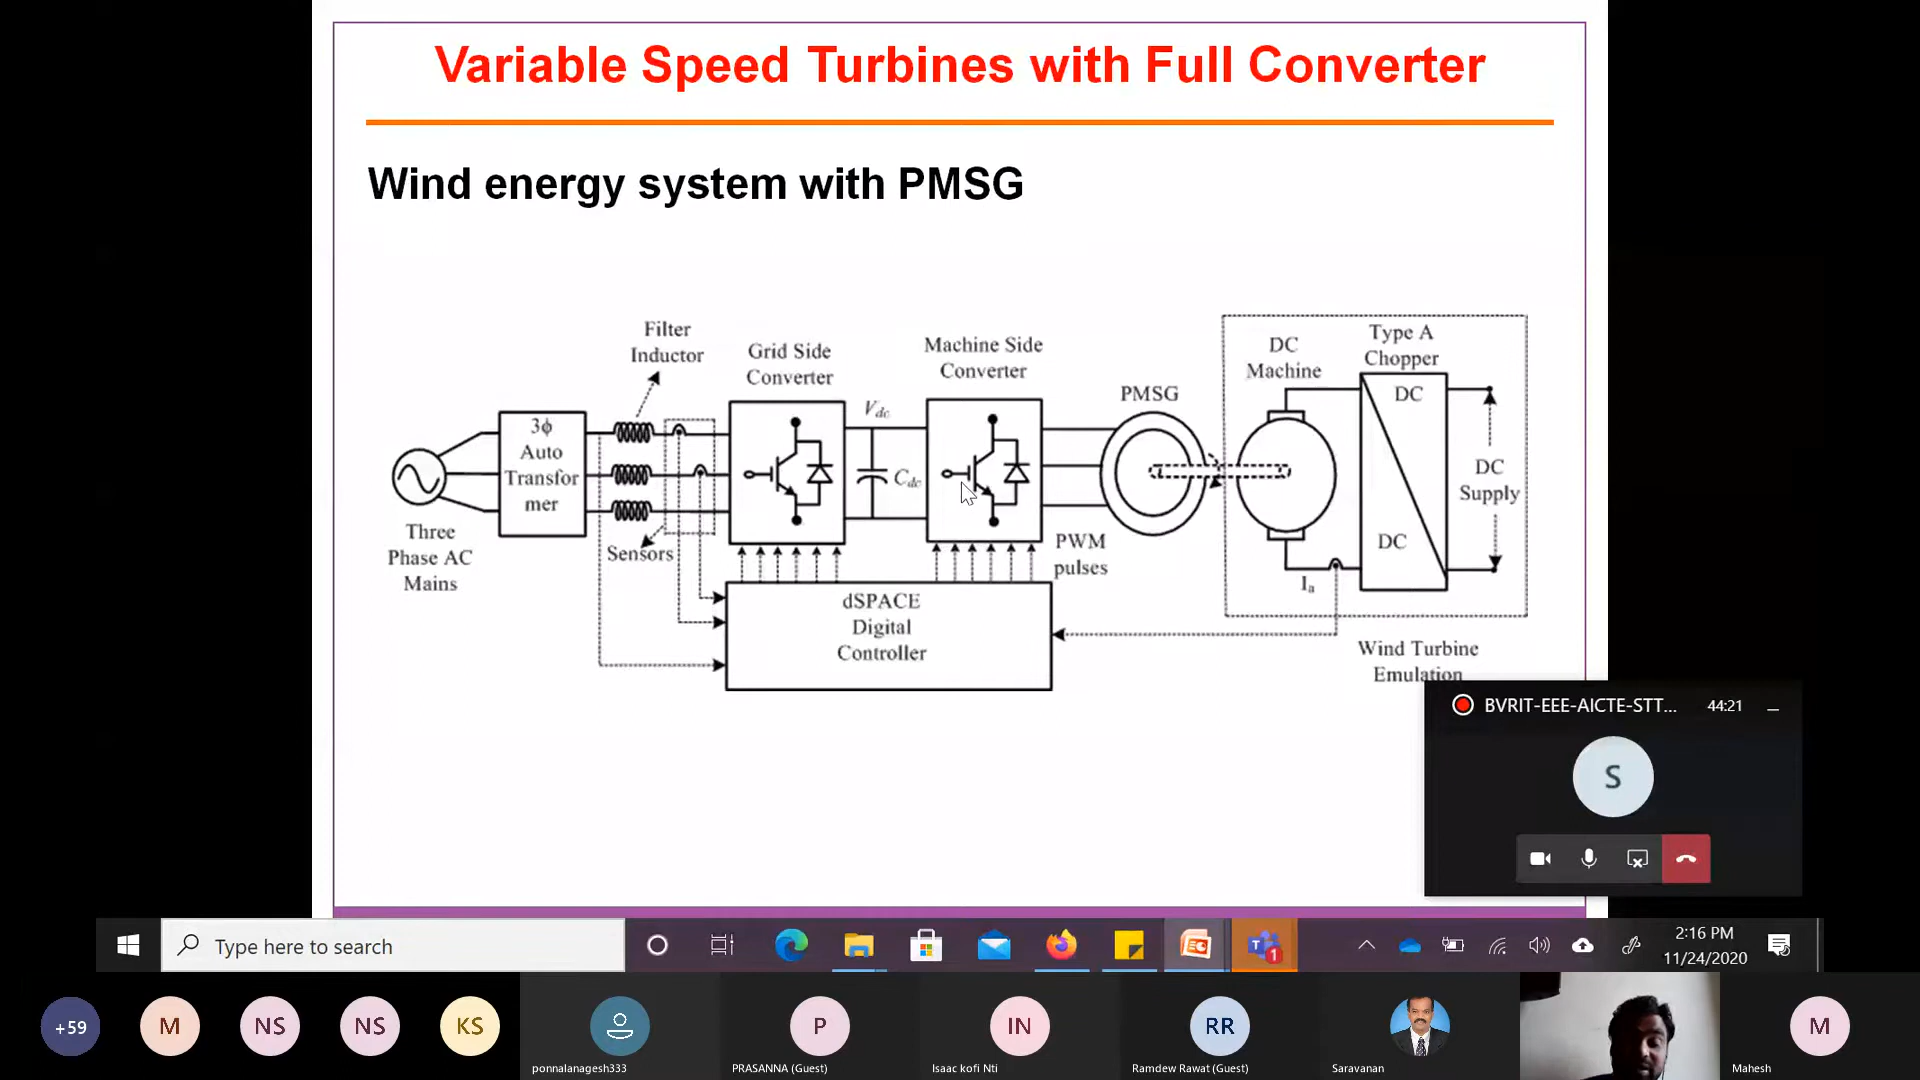 Variable Speed Turbines with Full Converter
Wind energy system with PMSG
Filter
Inductor
Grid Side
Converter
Machine Side
Converter
PMSG
DC
Machine
Type A
Chopper
3ϕ
Auto
Transfor
mer
Vdc
Cdc
DC
DC
DC
Supply
Three
Phase AC
Mains
Sensors
PWM
pulses
Ia
dSPACE
Digital
Controller
Wind Turbine
Emulation
BVRIT-EEE-AICTE-STT... 44:21
S
Type here to search
T
1
2:16 PM
11/24/2020
+59
M
NS
NS
KS
P
IN
RR
M
ponnalanagesh333
PRASANNA (Guest)
Isaac kofi Nti
Ramdew Rawat (Guest)
Saravanan
Mahesh